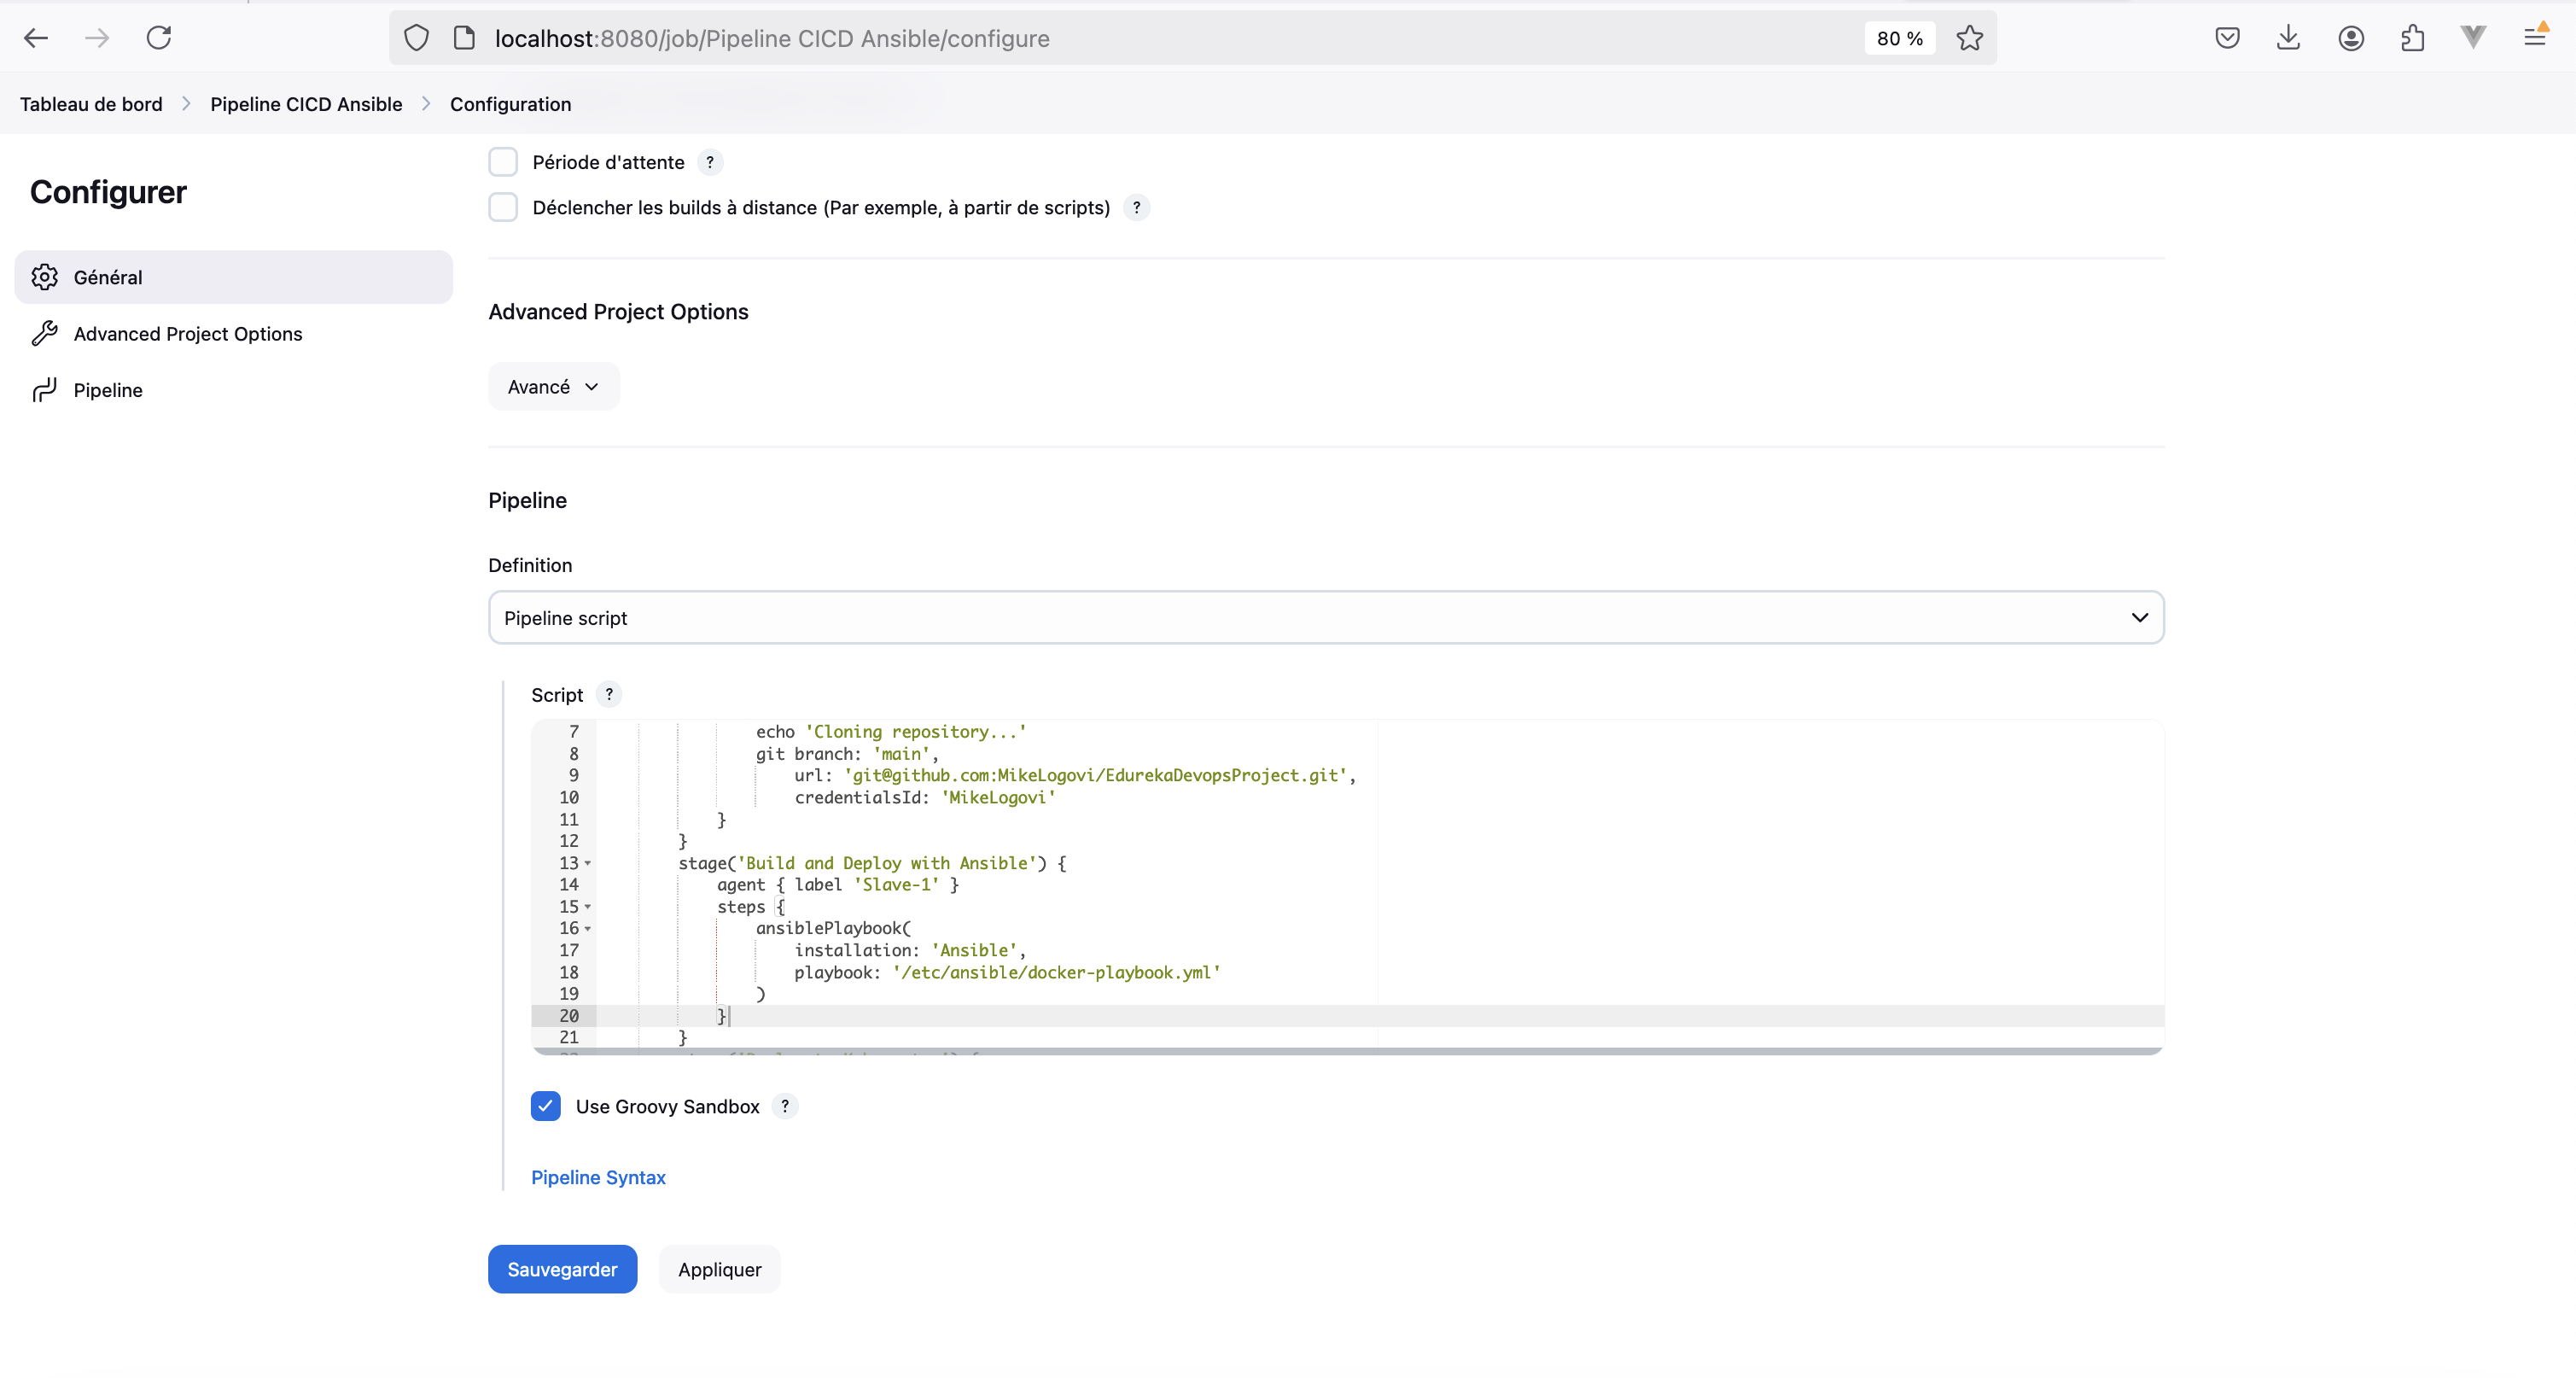 localhost:8080/job/Pipeline CICD Ansible/configure
80 %
Tableau de bord
Pipeline CICD Ansible
Configuration
Configurer
Général
Advanced Project Options
Pipeline
Période d'attente ?
Déclencher les builds à distance (Par exemple, à partir de scripts) ?
Advanced Project Options
Avancé
Pipeline
Definition
Pipeline script
Script ?
7 echo 'Cloning repository...'
8 git branch: 'main',
9 url: 'git@github.com:MikeLogovi/EdurekaDevopsProject.git',
10 credentialsId: 'MikeLogovi'
11 }
12 }
13 stage('Build and Deploy with Ansible') {
14 agent { label 'Slave-1' }
15 steps {
16 ansiblePlaybook(
17 installation: 'Ansible',
18 playbook: '/etc/ansible/docker-playbook.yml'
19 )
20 }
21 }
Use Groovy Sandbox ?
Pipeline Syntax
Sauvegarder
Appliquer